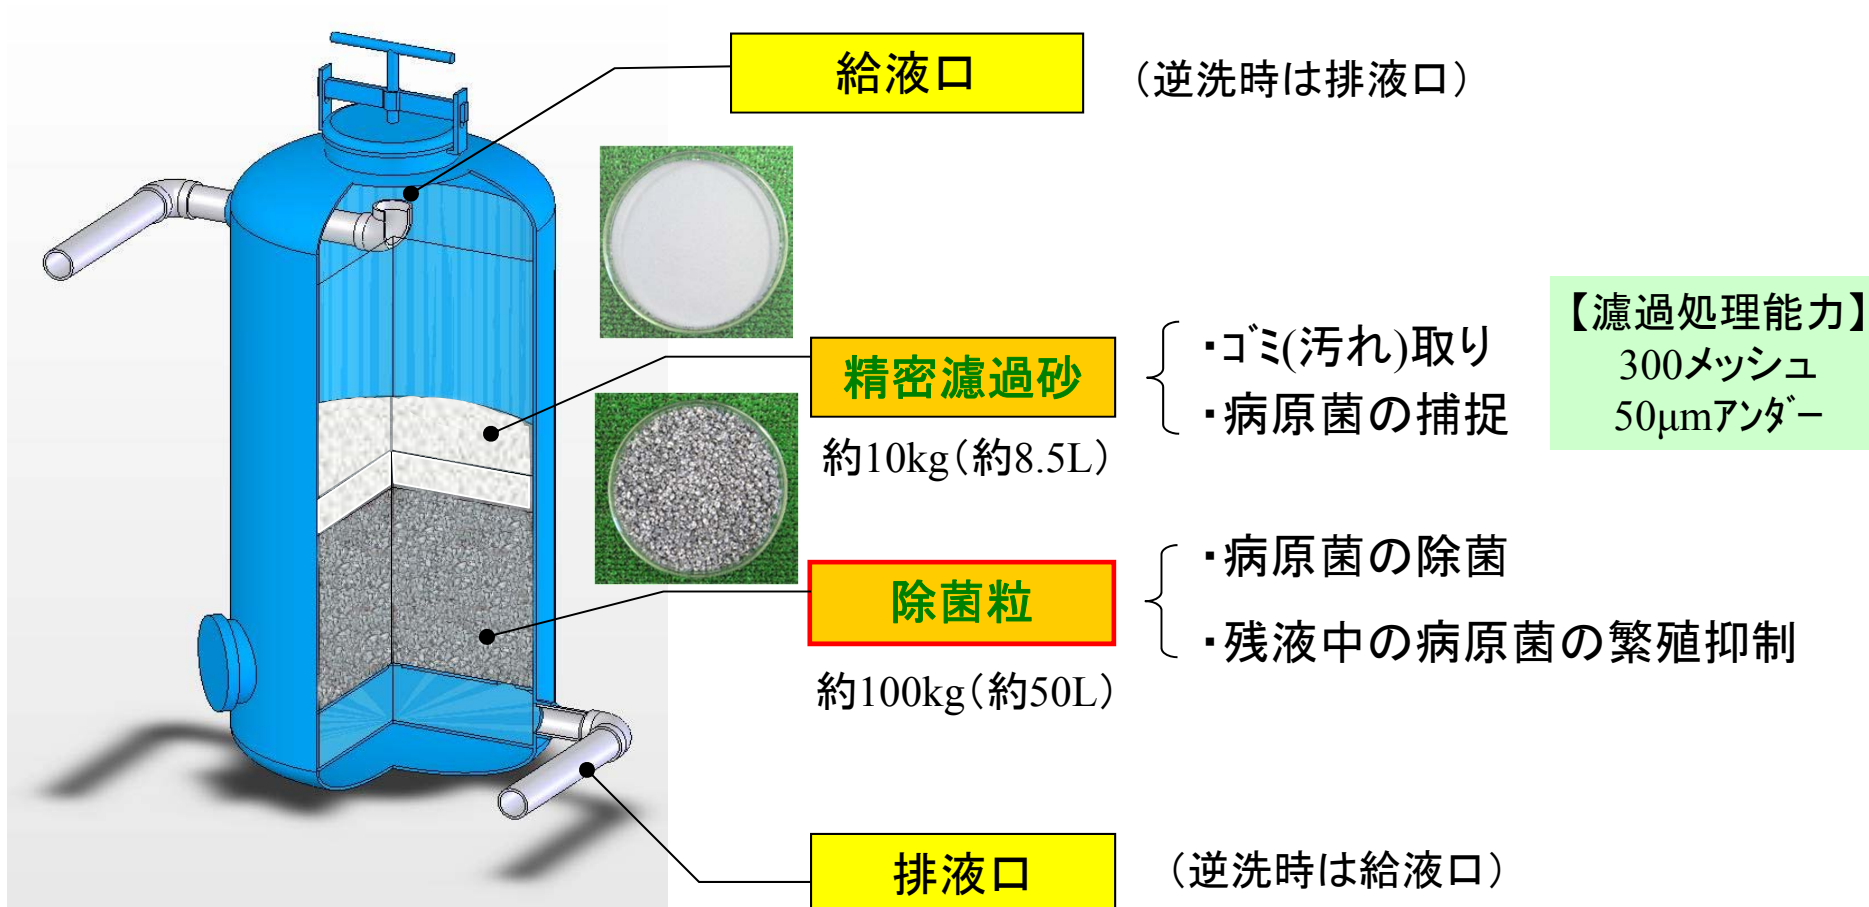 給液口
（逆洗時は排液口）
精密濾過砂
約10kg（約8.5L）
・ｺﾞﾐ(汚れ)取り
・病原菌の捕捉
【濾過処理能力】
300メッシュ
50μmｱﾝﾀﾞｰ
除菌粒
約100kg（約50L）
・病原菌の除菌
・残液中の病原菌の繁殖抑制
排液口
（逆洗時は給液口）